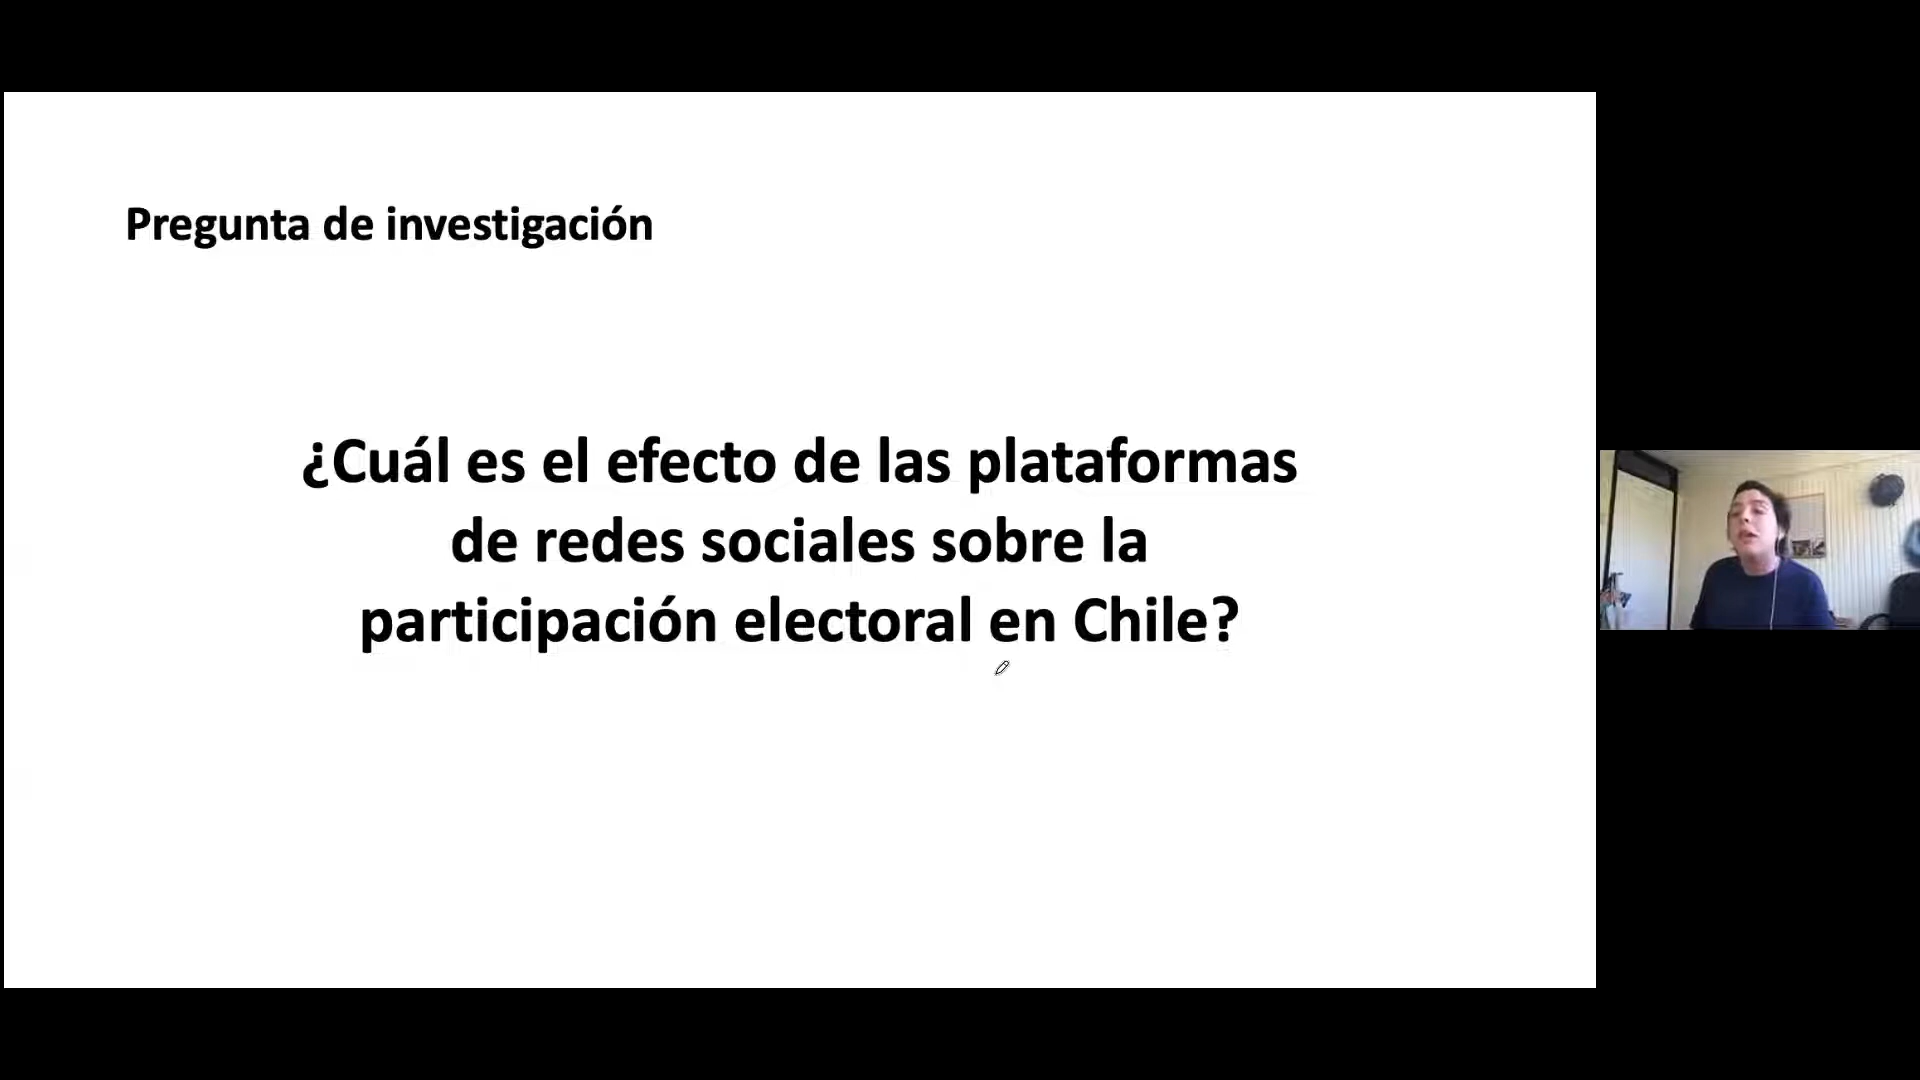 Pregunta de investigación
¿Cuál es el efecto de las plataformas
de redes sociales sobre la
participación electoral en Chile?